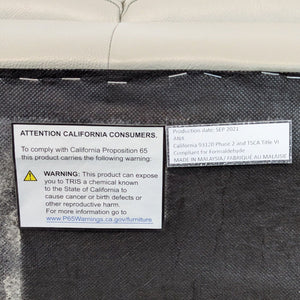 ATTENTION CALIFORNIA CONSUMERS.
To comply with California Proposition 65
this product carries the following warning:
WARNING: This product can expose
you to TRIS a chemical known
to the State of California to
cause cancer or birth defects or
other reproductive harm.
For more information go to
www.P65Warnings.ca.gov/furniture
Production date: SEP 2021
ANA
California 93120 Phase 2 and TSCA Title VI
Compliant for Formaldehyde
MADE IN MALAYSIA / FABRIQUE AU MALAISIE